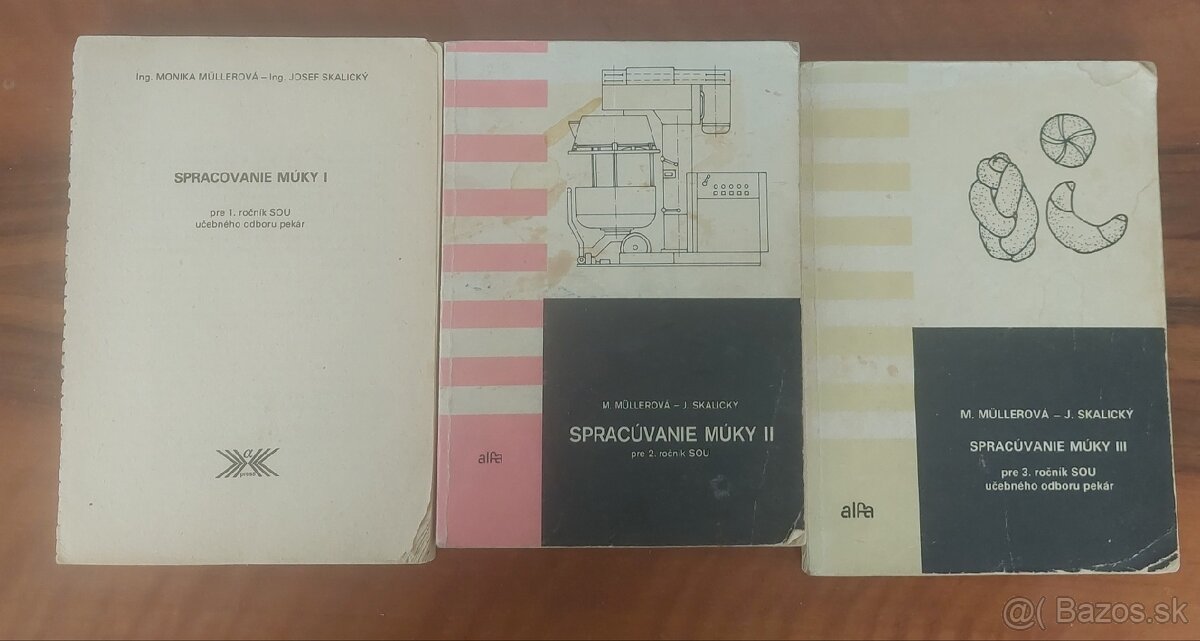 Ing. MONIKA MÜLLEROVÁ – Ing. JOSEF SKALICKÝ
SPRACOVANIE MÚKY I
pre 1. ročník SOU
učebného odboru pekár
α
press
M. MÜLLEROVÁ – J. SKALICKÝ
SPRACÚVANIE MÚKY II
pre 2. ročník SOU
alfa
M. MÜLLEROVÁ – J. SKALICKÝ
SPRACÚVANIE MÚKY III
pre 3. ročník SOU
učebného odboru pekár
alfa
@( Bazos.sk